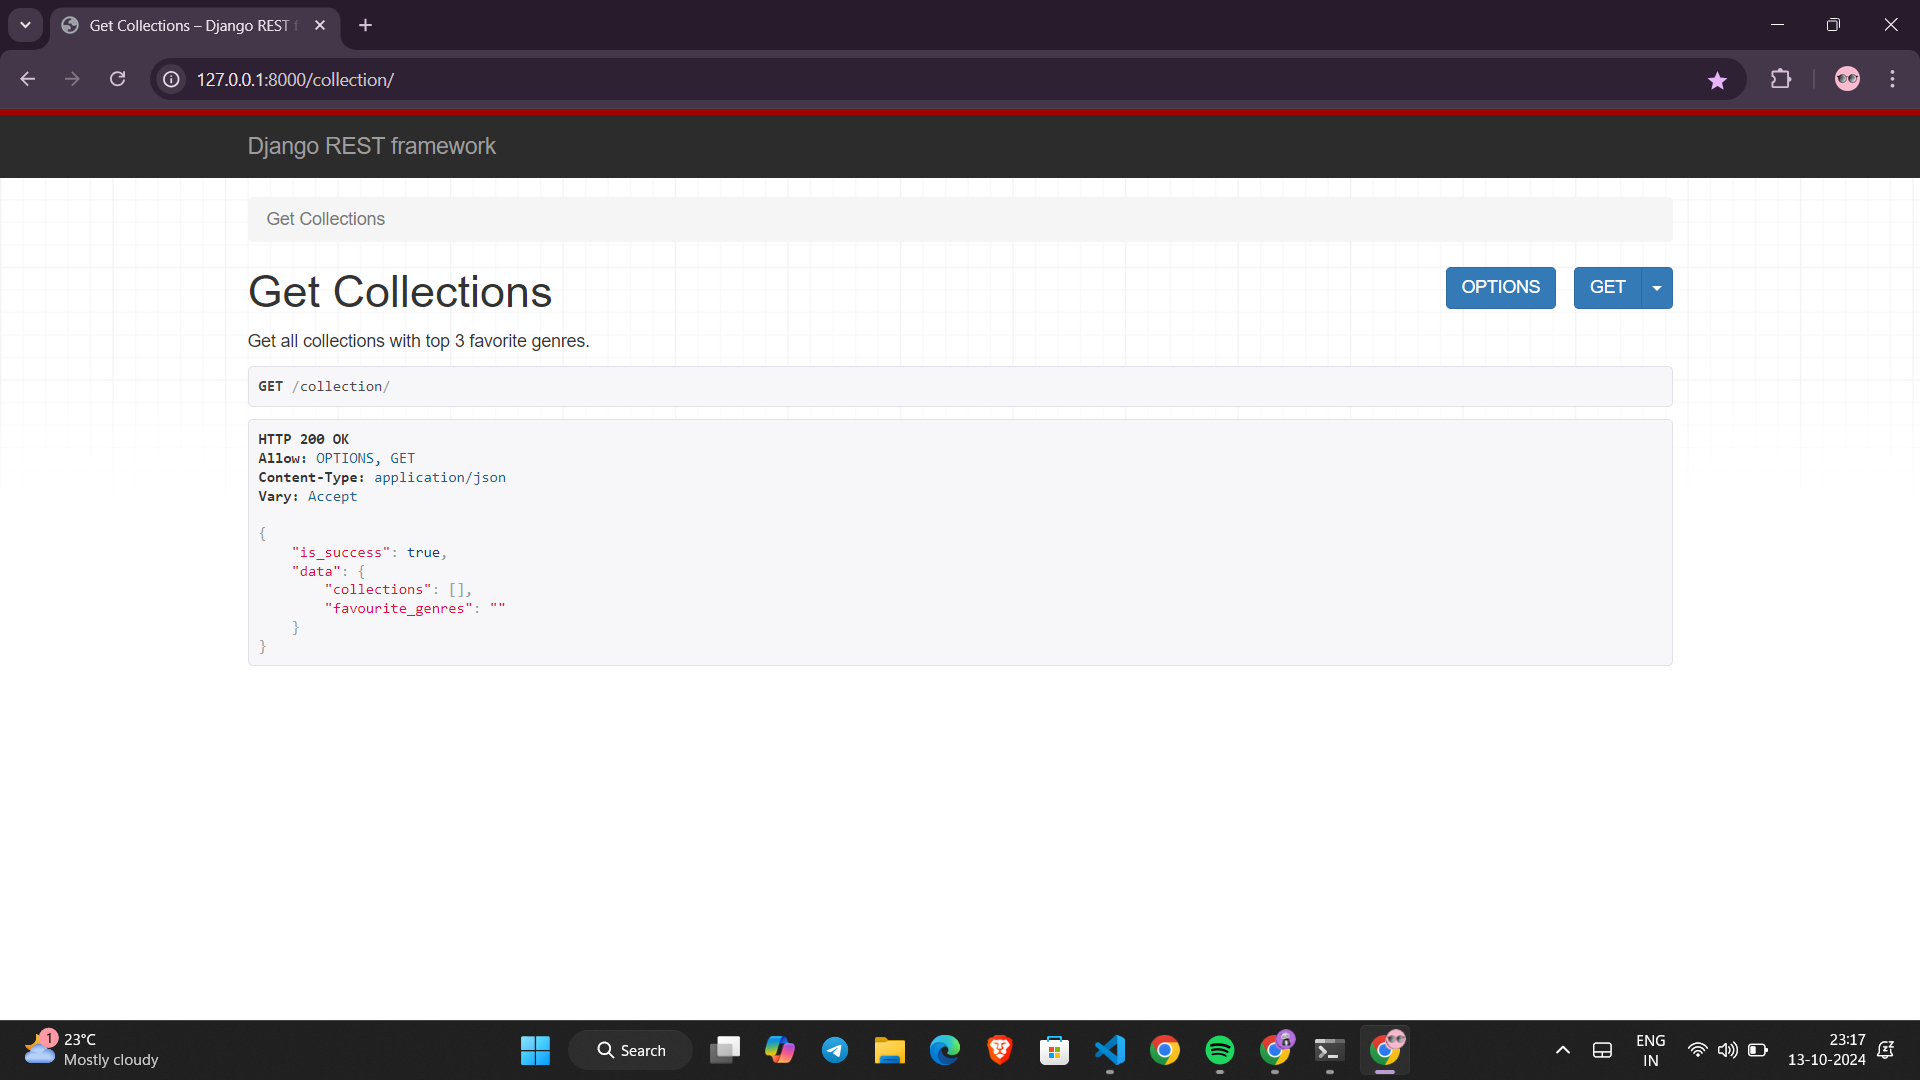 Get Collections – Django REST f
127.0.0.1:8000/collection/
Django REST framework
Get Collections
Get Collections
OPTIONS
GET
Get all collections with top 3 favorite genres.
GET /collection/
HTTP 200 OK
Allow: OPTIONS, GET
Content-Type: application/json
Vary: Accept
{
    "is_success": true,
    "data": {
        "collections": [],
        "favourite_genres": ""
    }
}
1
23°C
Mostly cloudy
Search
ENG
IN
23:17
13-10-2024